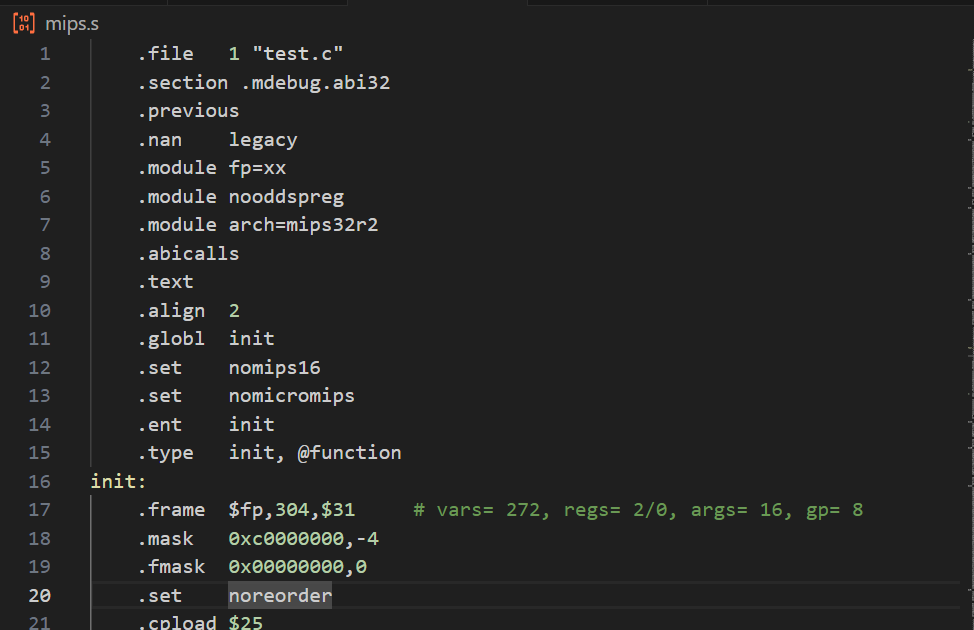 mips.s
1 .file 1 "test.c"
2 .section .mdebug.abi32
3 .previous
4 .nan legacy
5 .module fp=xx
6 .module nooddspreg
7 .module arch=mips32r2
8 .abicalls
9 .text
10 .align 2
11 .globl init
12 .set nomips16
13 .set nomicromips
14 .ent init
15 .type init, @function
16 init:
17 .frame $fp,304,$31 # vars= 272, regs= 2/0, args= 16, gp= 8
18 .mask 0xc0000000,-4
19 .fmask 0x00000000,0
20 .set noreorder
21 .cpload $25